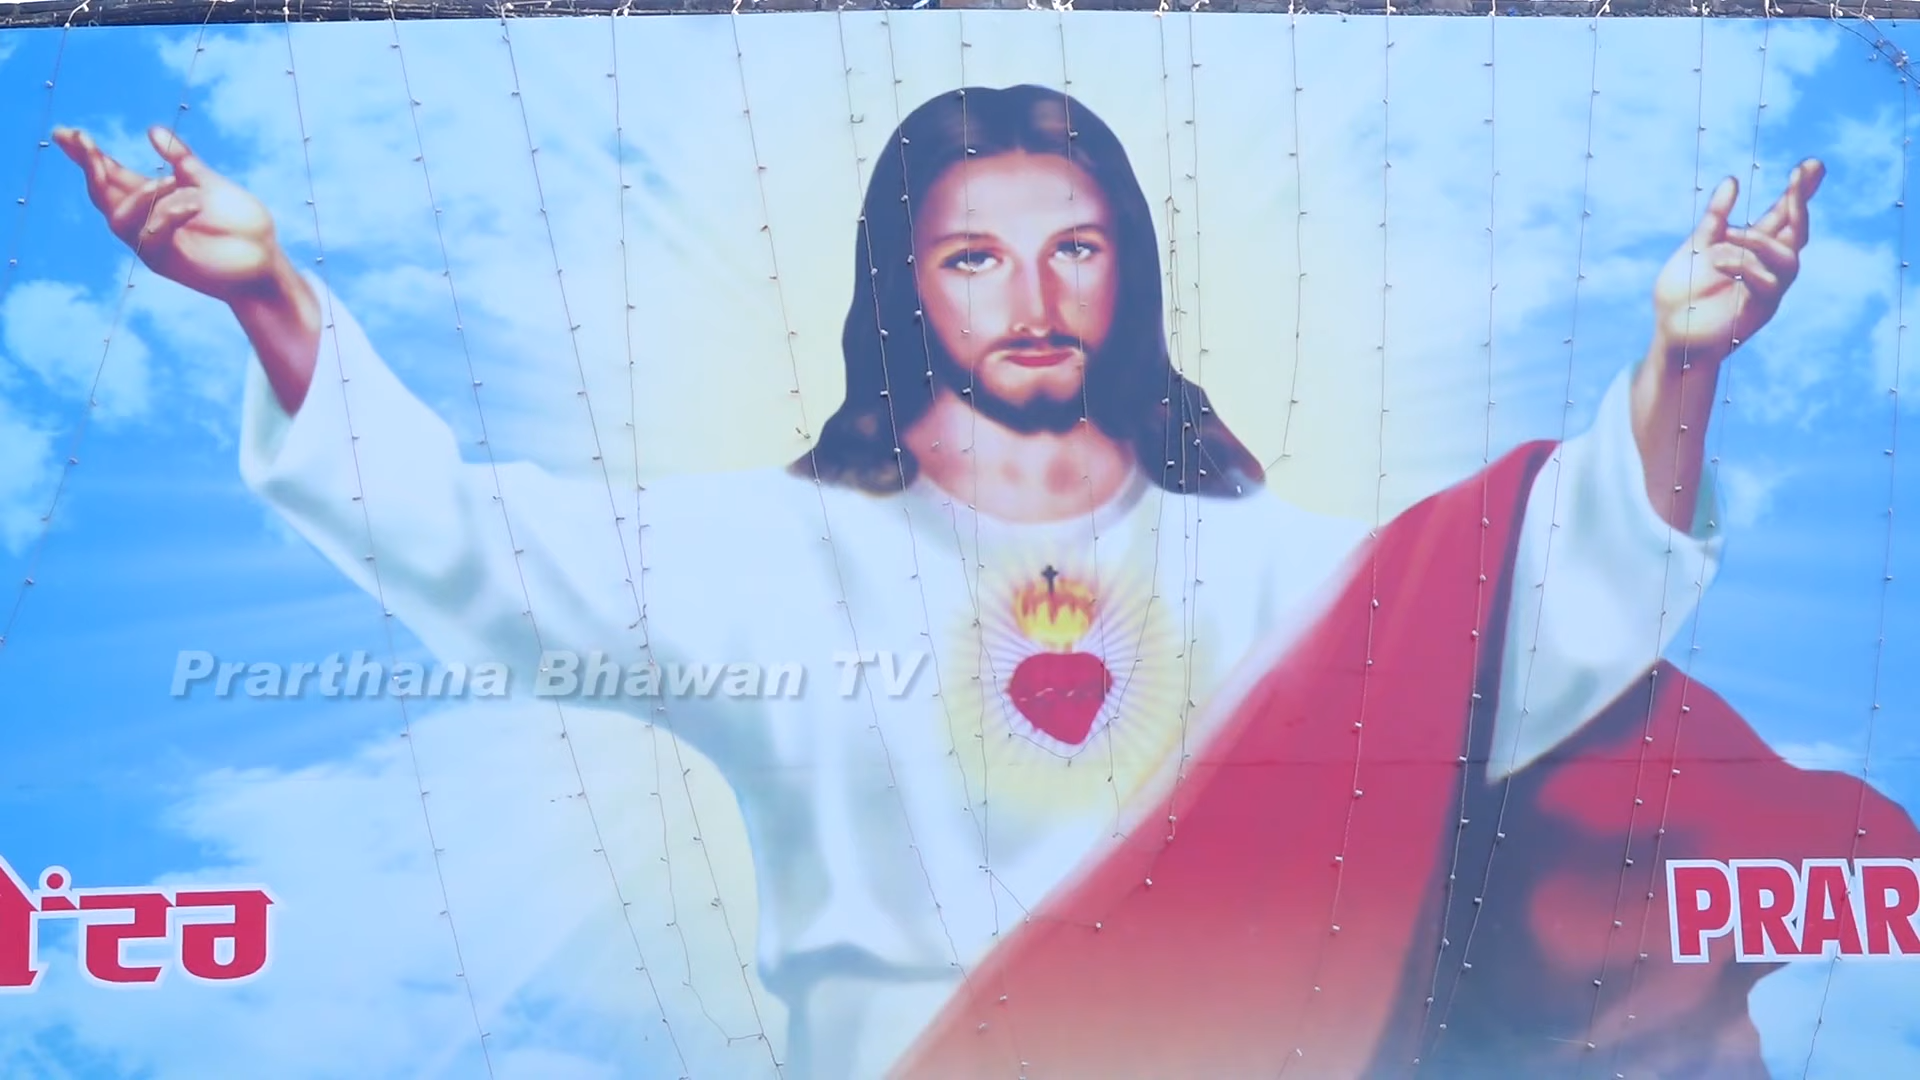 Prarthana Bhawan TV
ਸੈਂਟਰ
PRAR